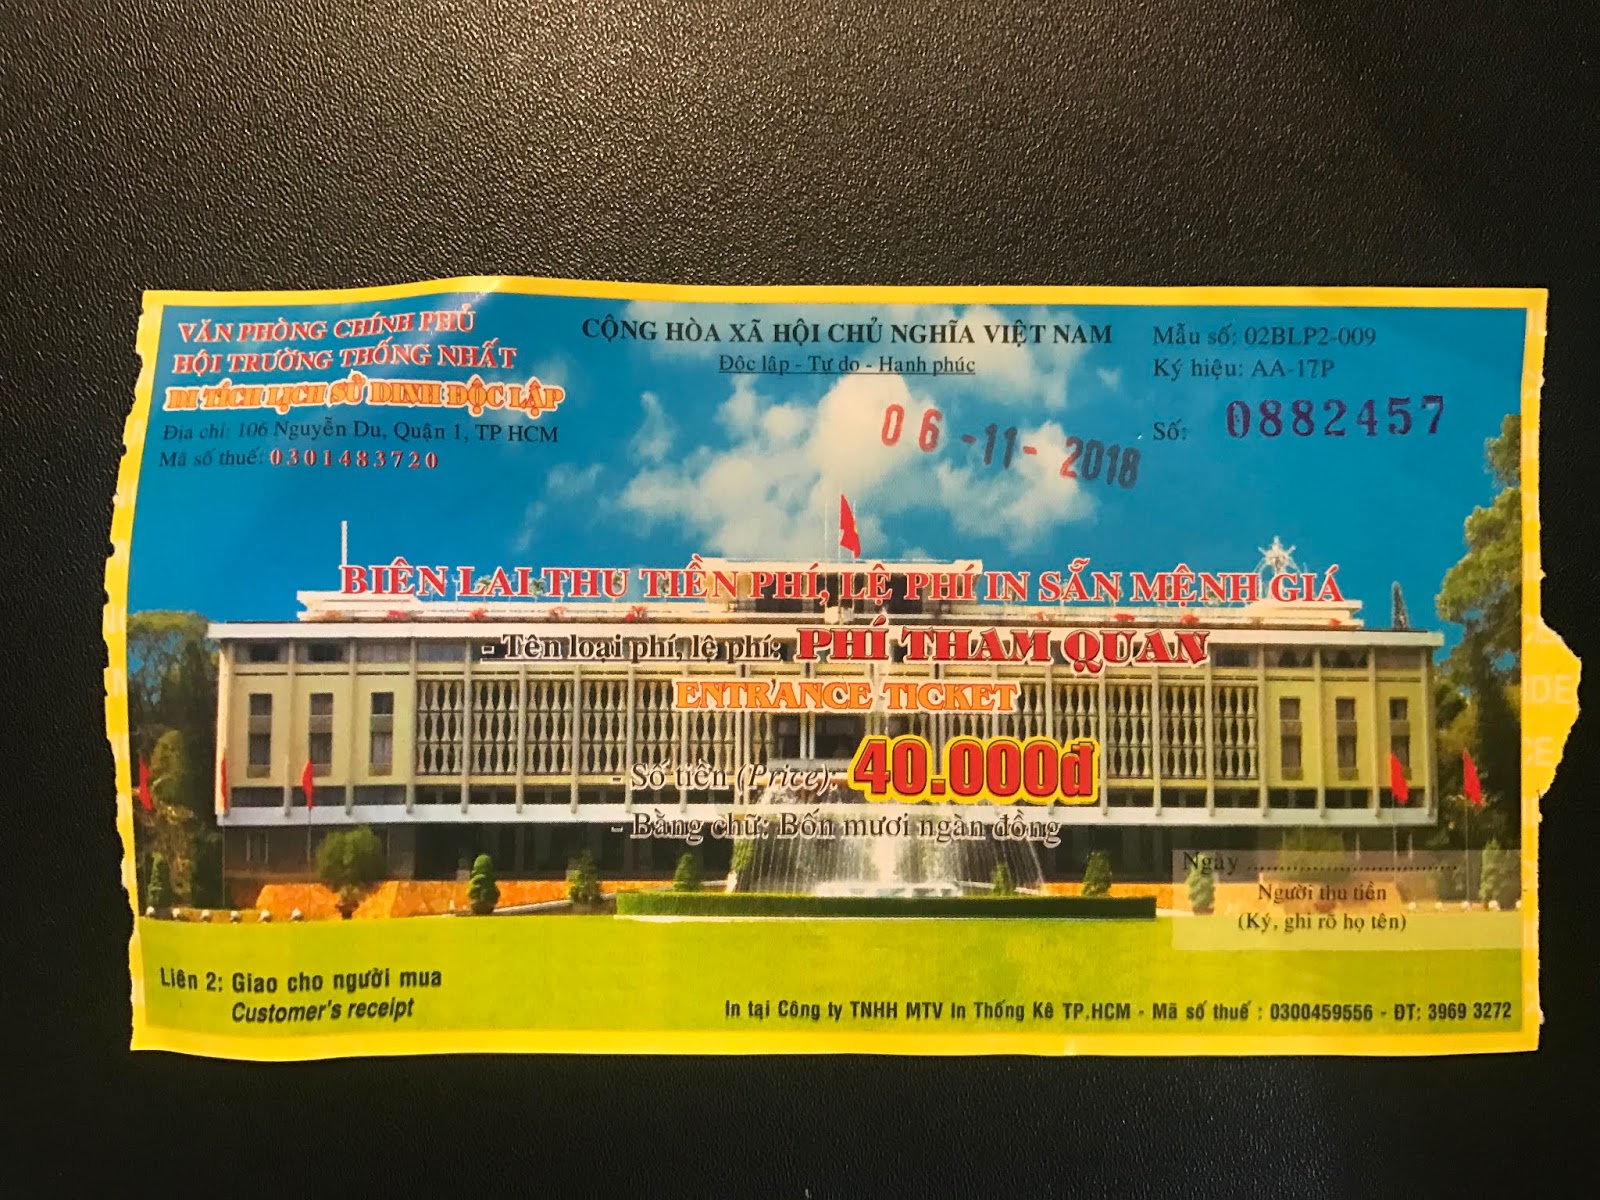 VĂN PHÒNG CHÍNH PHỦ
HỘI TRƯỜNG THỐNG NHẤT
DI TÍCH LỊCH SỬ DINH ĐỘC LẬP
Địa chỉ: 106 Nguyễn Du, Quận 1, TP HCM
Mã số thuế: 0301483720
CỘNG HÒA XÃ HỘI CHỦ NGHĨA VIỆT NAM
Độc lập - Tự do - Hạnh phúc
06-11-2018
Mẫu số: 02BLP2-009
Ký hiệu: AA-17P
Số: 0882457
BIÊN LAI THU TIỀN PHÍ, LỆ PHÍ IN SẴN MỆNH GIÁ
- Tên loại phí, lệ phí: PHÍ THAM QUAN
ENTRANCE TICKET
- Số tiền (Price): 40.000đ
- Bằng chữ: Bốn mươi ngàn đồng
Ngày ..............................
Người thu tiền
(Ký, ghi rõ họ tên)
Liên 2: Giao cho người mua
Customer's receipt
In tại Công ty TNHH MTV In Thống Kê TP.HCM - Mã số thuế : 0300459556 - ĐT: 3969 3272